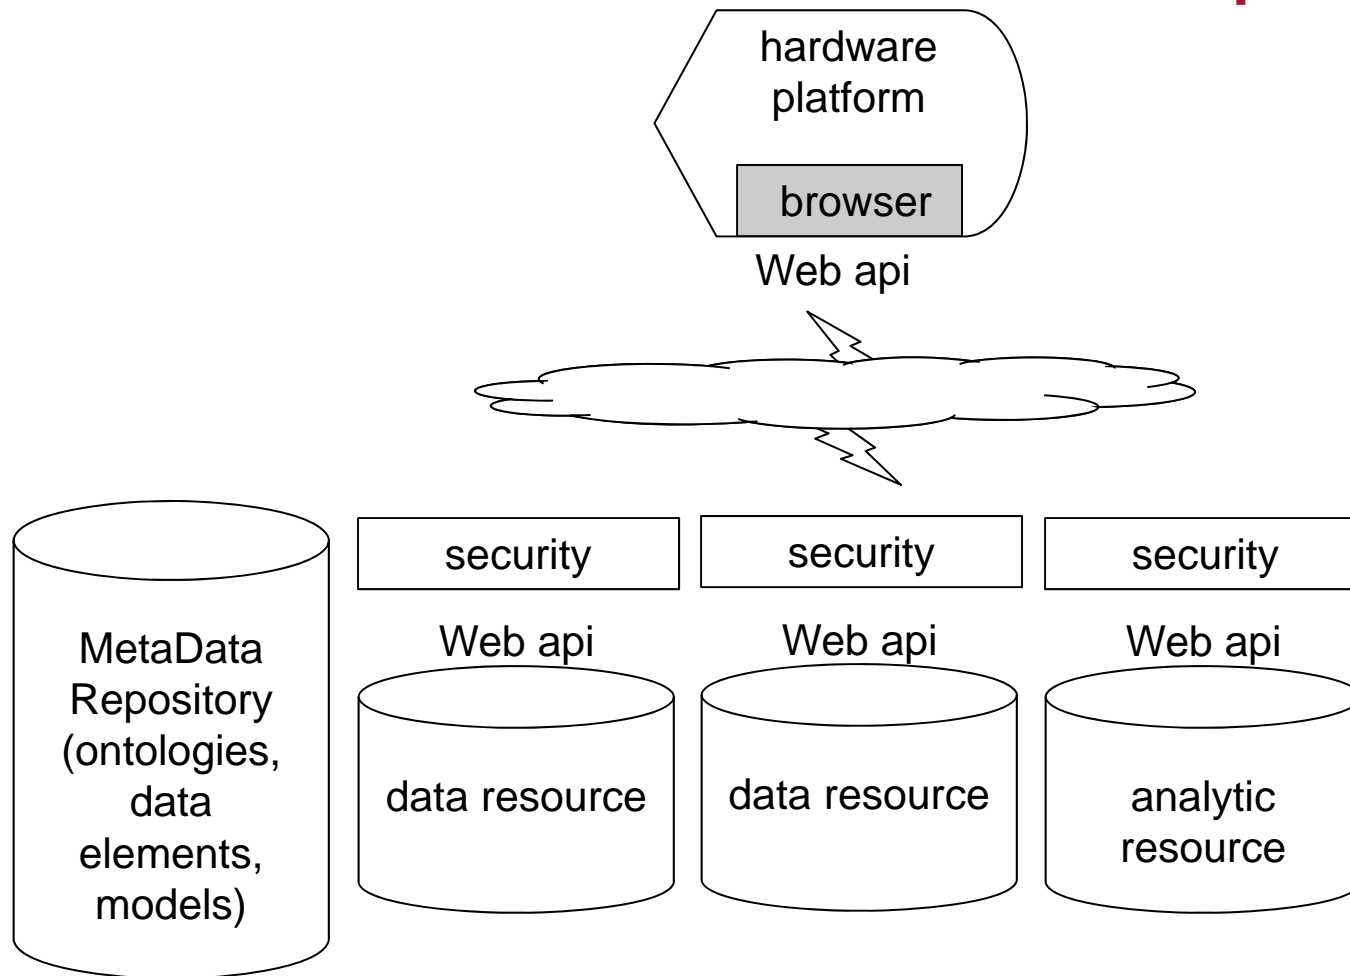 hardware
platform
browser
Web api
security
security
security
Web api
Web api
Web api
MetaData
Repository
(ontologies,
data
elements,
models)
data resource
data resource
analytic
resource